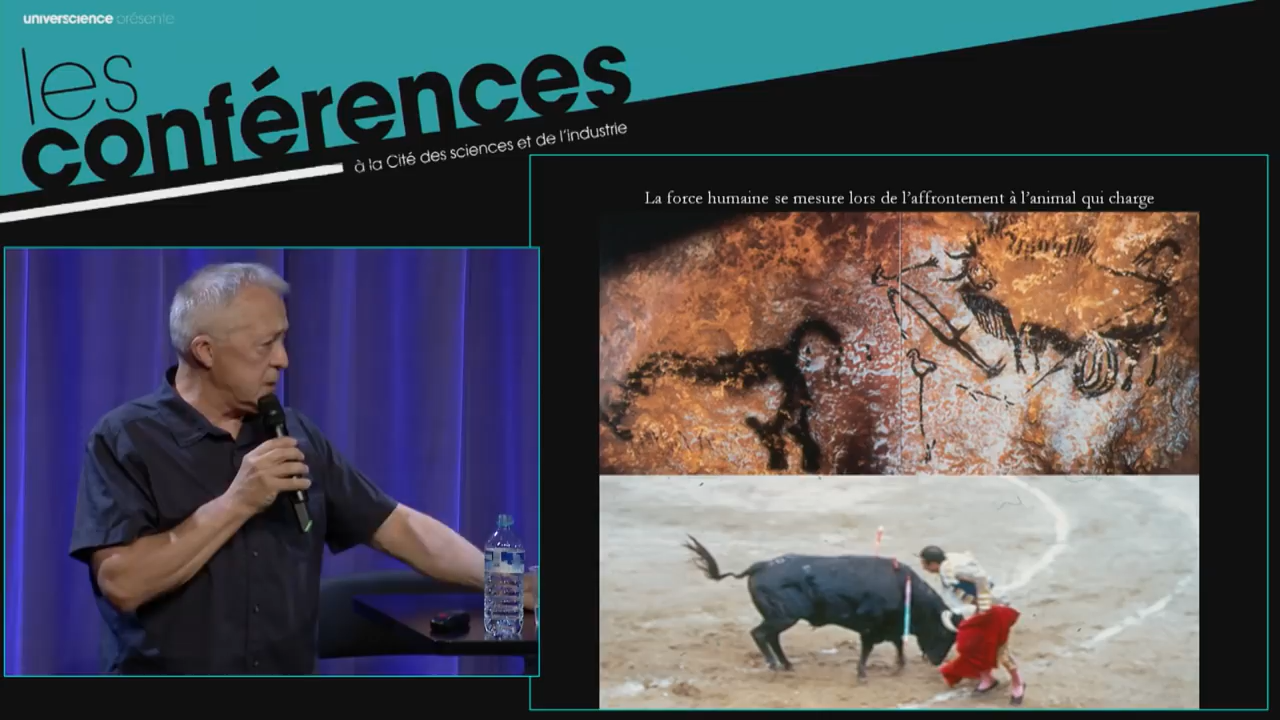 universcience présente
les
conférences
à la Cité des sciences et de l'industrie
La force humaine se mesure lors de l'affrontement à l'animal qui charge